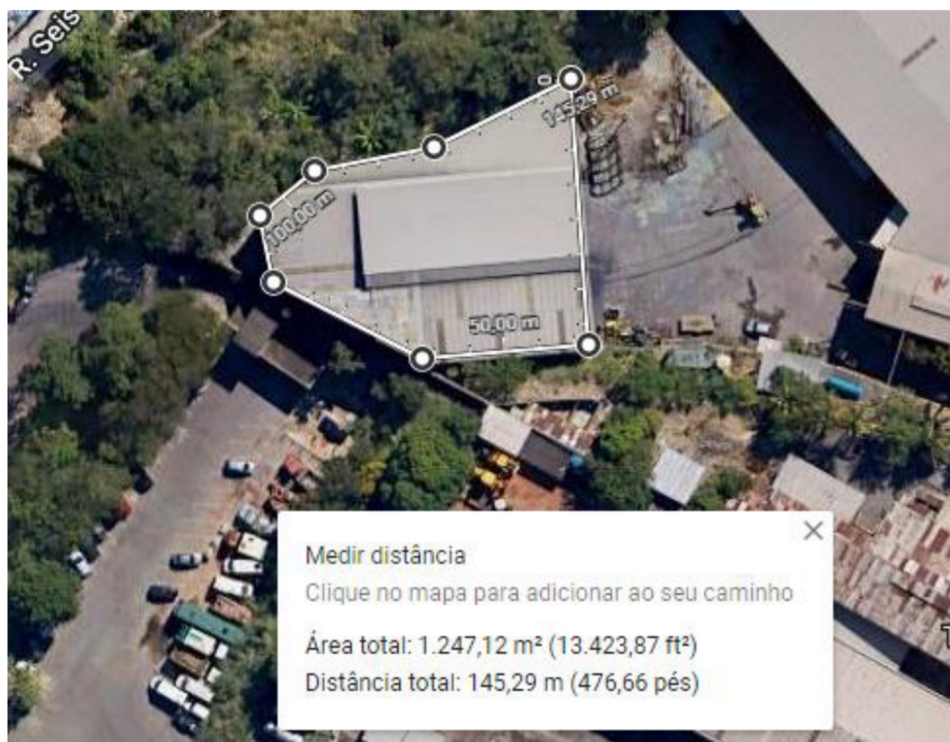 R. Seis
0
145,29 m
100,00 m
50,00 m
Medir distância
Clique no mapa para adicionar ao seu caminho
Área total: 1.247,12 m² (13.423,87 ft²)
Distância total: 145,29 m (476,66 pés)